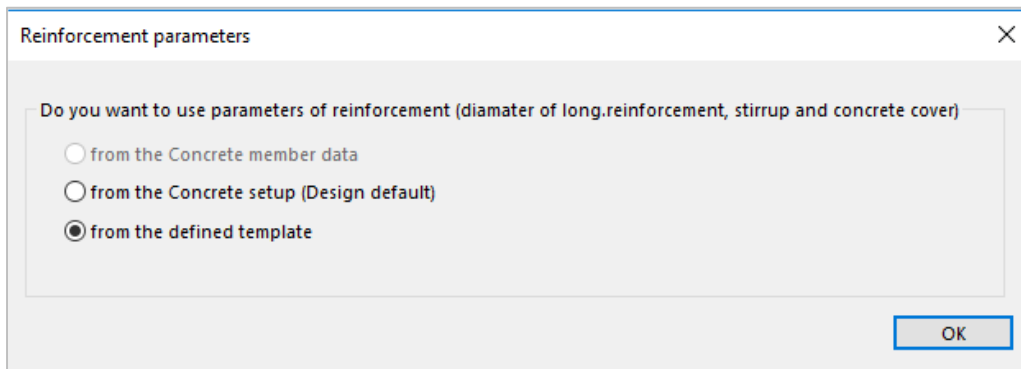 Reinforcement parameters
Do you want to use parameters of reinforcement (diamater of long.reinforcement, stirrup and concrete cover)
from the Concrete member data
from the Concrete setup (Design default)
from the defined template
OK